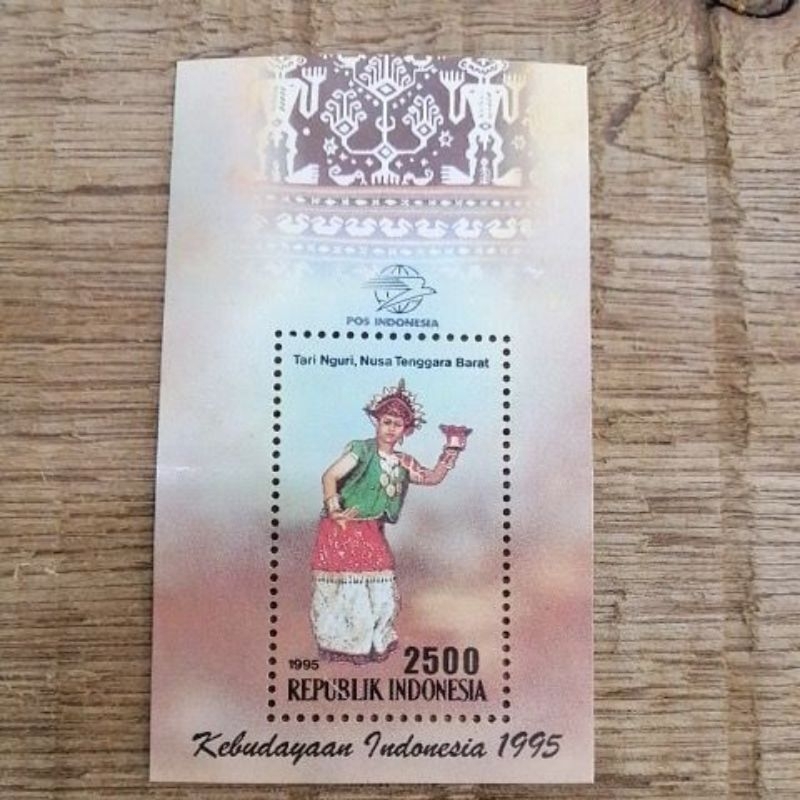 POS INDONESIA
Tari Nguri, Nusa Tenggara Barat
1995 2500
REPUBLIK INDONESIA
Kebudayaan Indonesia 1995